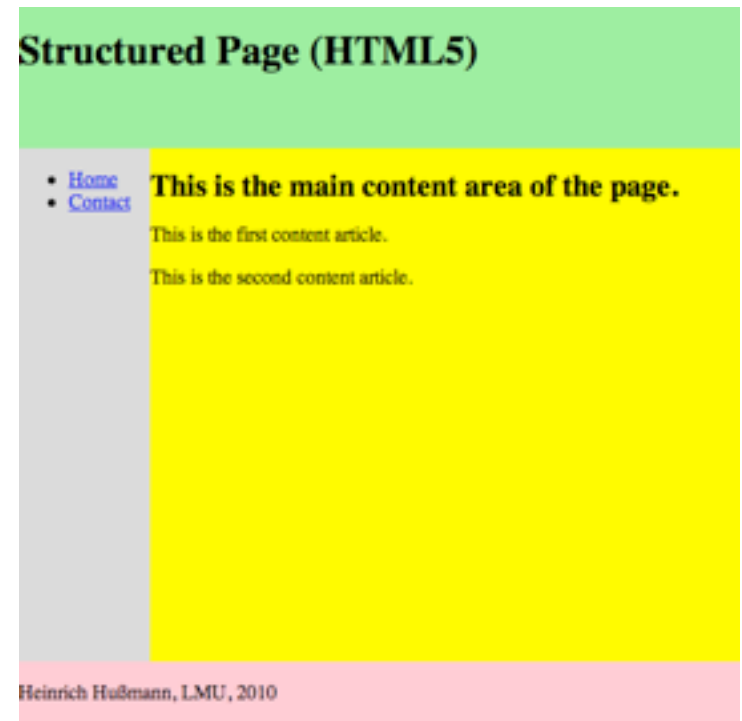 Structured Page (HTML5)
Home
Contact
This is the main content area of the page.
This is the first content article.
This is the second content article.
Heinrich Hußmann, LMU, 2010